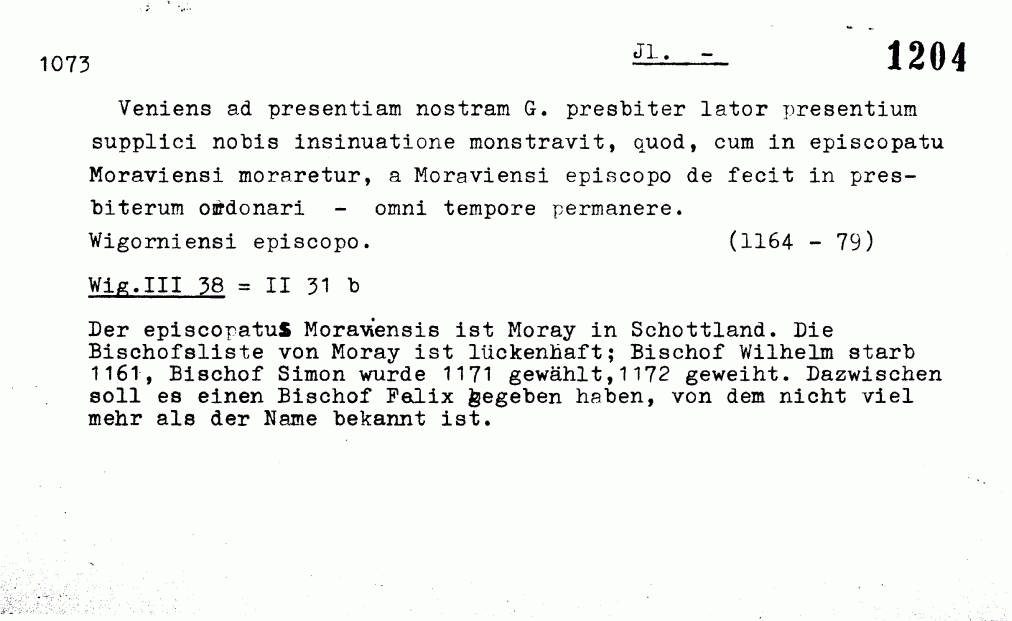 1073 Jl. - 1204
Veniens ad presentiam nostram G. presbiter lator presentium
supplici nobis insinuatione monstravit, quod, cum in episcopatu
Moraviensi moraretur, a Moraviensi episcopo de fecit in pres-
biterum ordonari - omni tempore permanere.
Wigorniensi episcopo. (1164 - 79)
Wig.III 38 = II 31 b
Der episcopatus Moraviensis ist Moray in Schottland. Die
Bischofsliste von Moray ist lückenhaft; Bischof Wilhelm starb
1161, Bischof Simon wurde 1171 gewählt,1172 geweiht. Dazwischen
soll es einen Bischof Felix gegeben haben, von dem nicht viel
mehr als der Name bekannt ist.